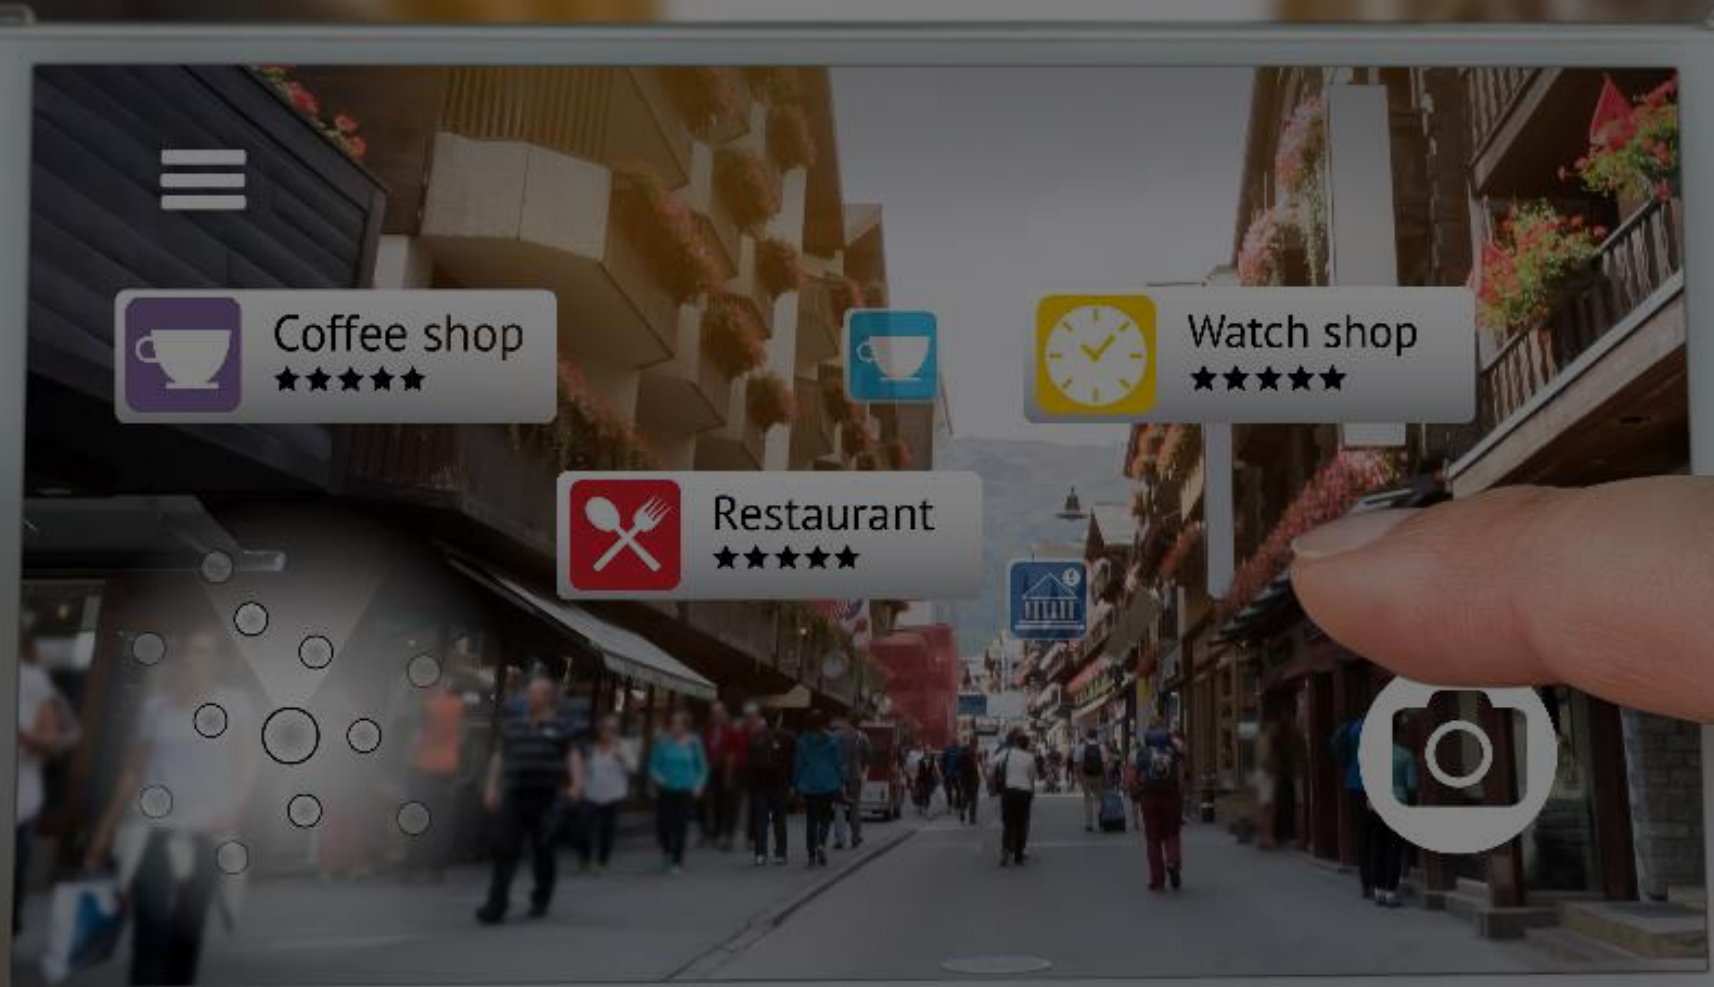 Coffee shop
★★★★★
Watch shop
★★★★★
Restaurant
★★★★★